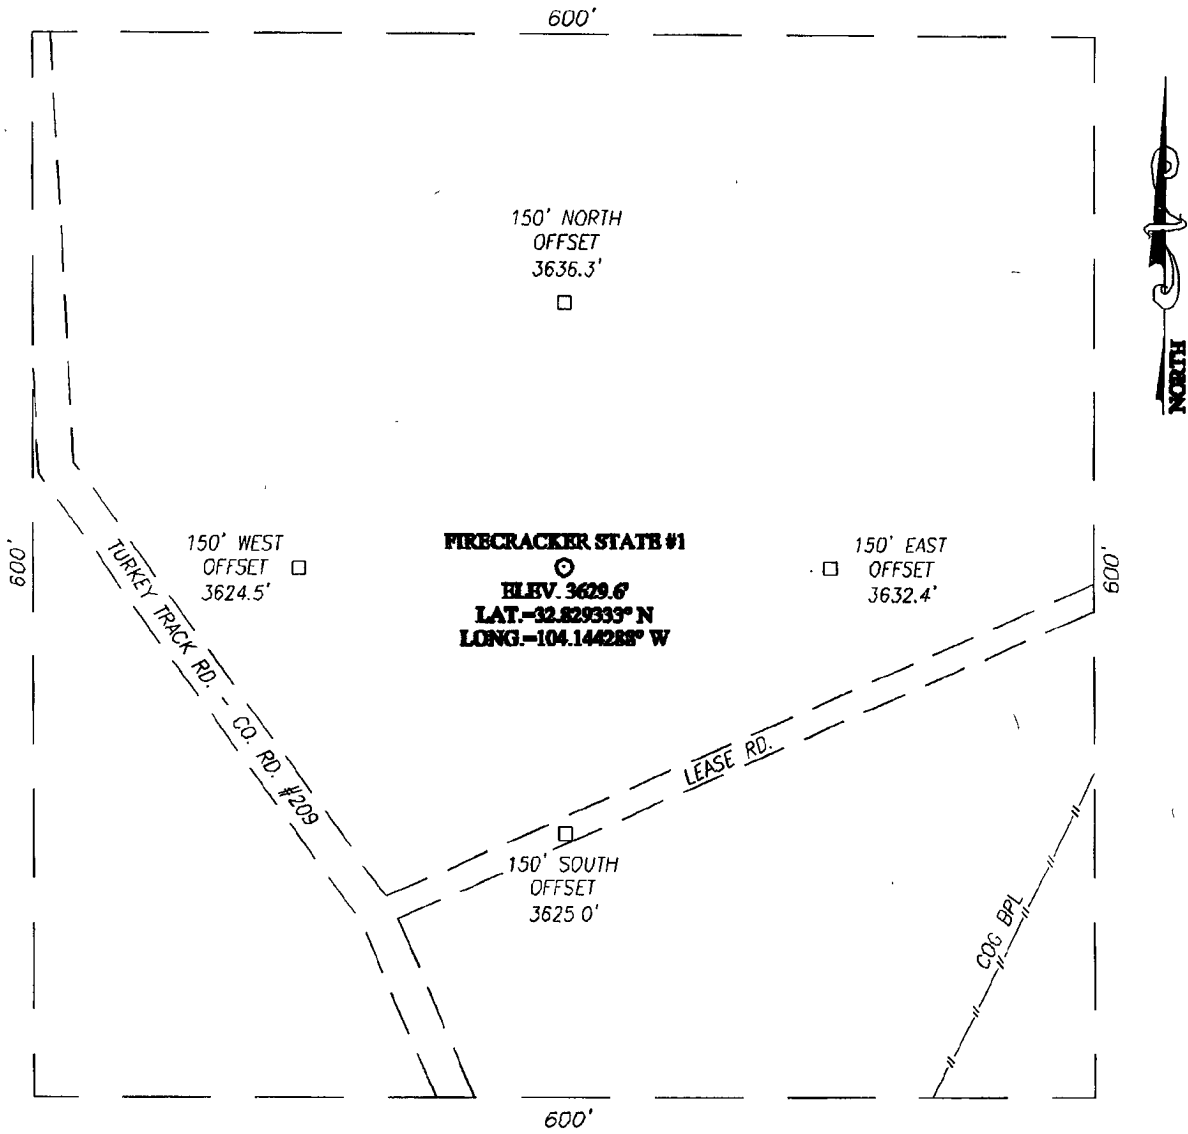 600'
150' NORTH
OFFSET
3636.3'
NORTH
600'
150' WEST
OFFSET
3624.5'
FIRECRACKER STATE #1
ELEV. 3629.6'
LAT.=32.829333° N
LONG.=104.144288° W
150' EAST
OFFSET
3632.4'
600'
TURKEY TRACK RD. - CO. RD. #209
LEASE RD.
150' SOUTH
OFFSET
3625 0'
COG BPL
600'